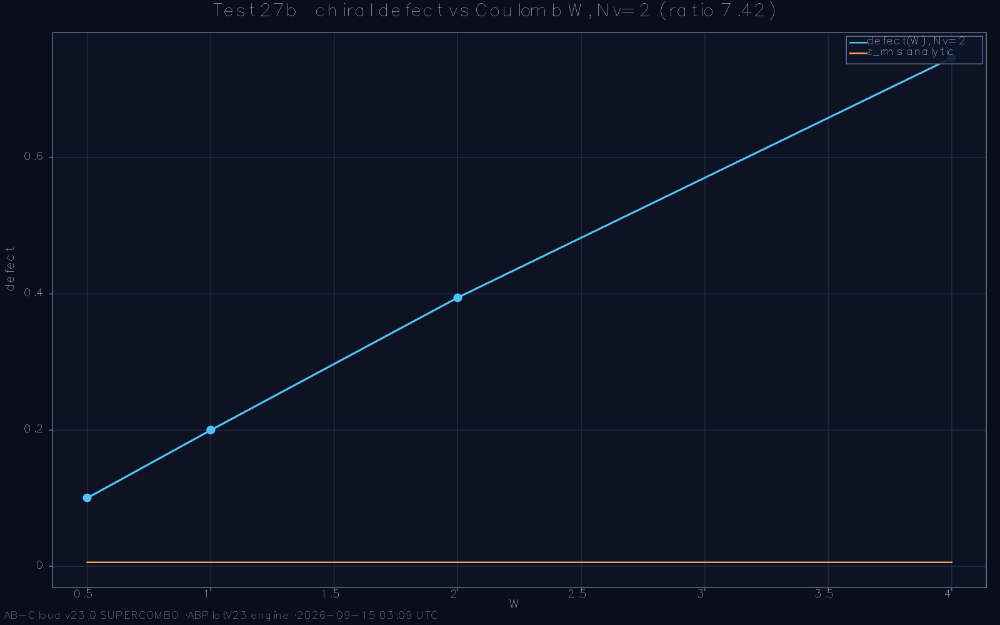 Test27b chiral defect vs Coulomb W, Nv=2 (ratio 7.42)
defect(W), Nv=2
ε_rms analytic
0.6
0.4
0.2
0
defect
0.5 1 1.5 2 2.5 3 3.5 4
W
AB-Cloud v23.0 SUPERCOMBO · ABPlotV23 engine · 2026-09-15 03:09 UTC